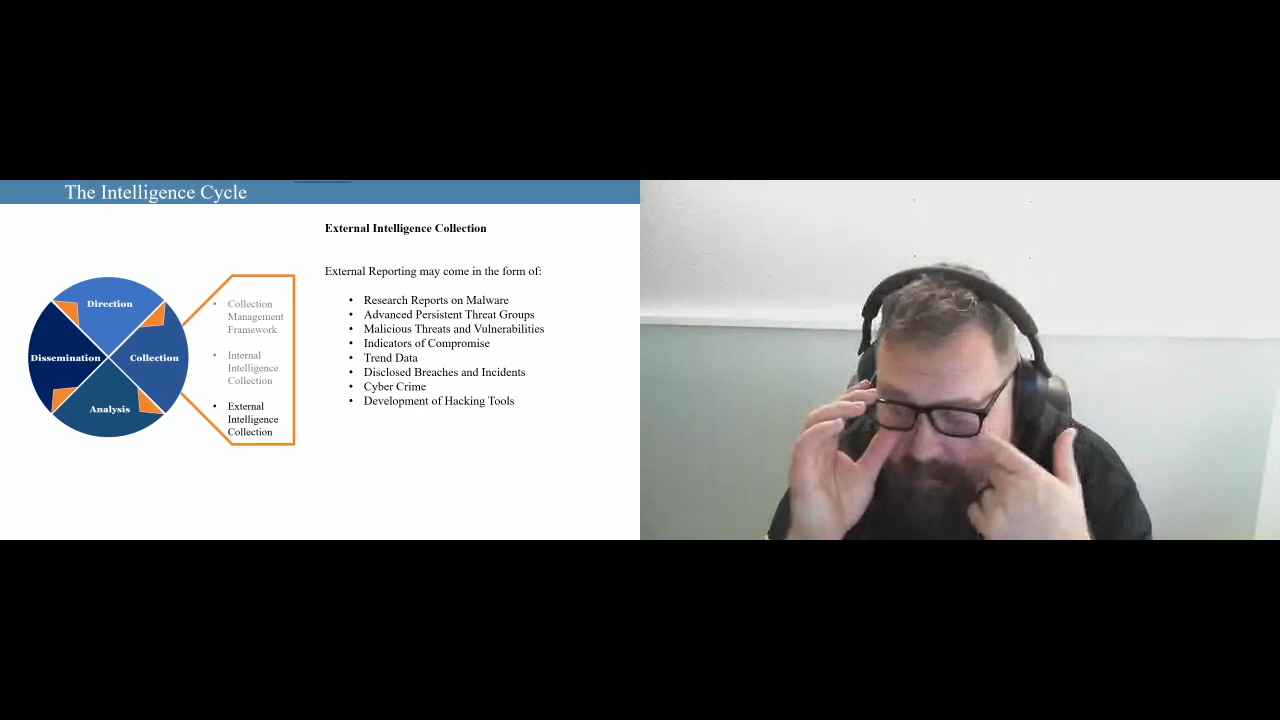 The Intelligence Cycle
External Intelligence Collection
External Reporting may come in the form of:
• Research Reports on Malware
• Advanced Persistent Threat Groups
• Malicious Threats and Vulnerabilities
• Indicators of Compromise
• Trend Data
• Disclosed Breaches and Incidents
• Cyber Crime
• Development of Hacking Tools
Direction
Dissemination
Collection
Analysis
• Collection
Management
Framework
• Internal
Intelligence
Collection
• External
Intelligence
Collection